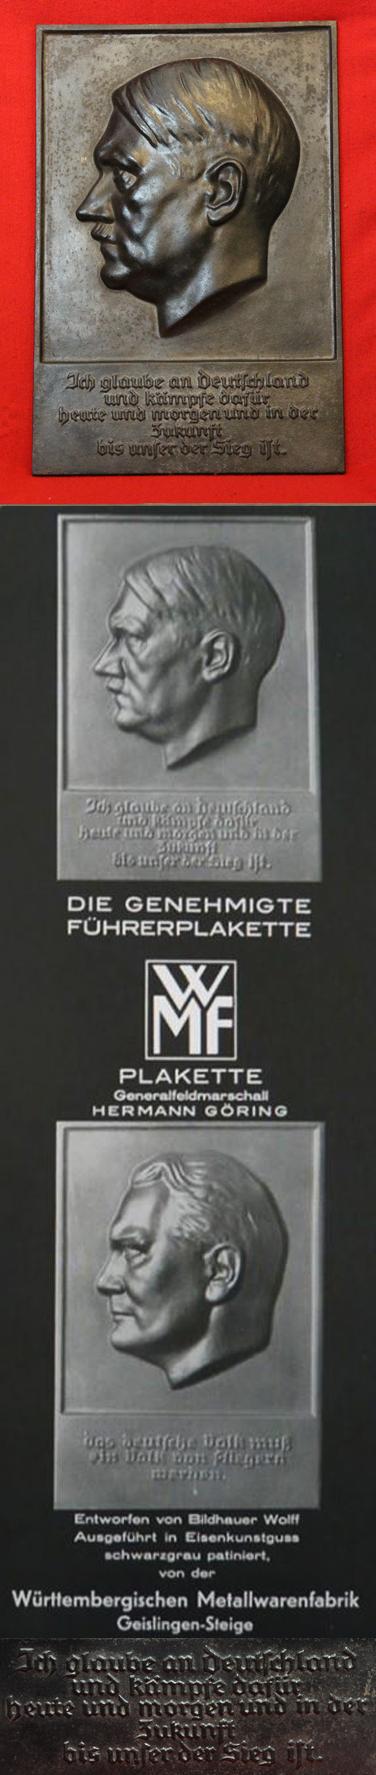 Ich glaube an Deutschland
und kämpfe dafür
heute und morgen und in der
Zukunft
bis unser der Sieg ist.
Ich glaube an Deutschland
und kämpfe dafür
heute und morgen und in der
Zukunft
bis unser der Sieg ist.
DIE GENEHMIGTE
FÜHRERPLAKETTE
WMF
PLAKETTE
Generalfeldmarschall
HERMANN GÖRING
das deutsche Volk muß
ein Volk von Fliegern
werden.
Entworfen von Bildhauer Wolff
Ausgeführt in Eisenkunstguss
schwarzgrau patiniert,
von der
Württembergischen Metallwarenfabrik
Geislingen-Steige
Ich glaube an Deutschland
und kämpfe dafür
heute und morgen und in der
Zukunft
bis unser der Sieg ist.